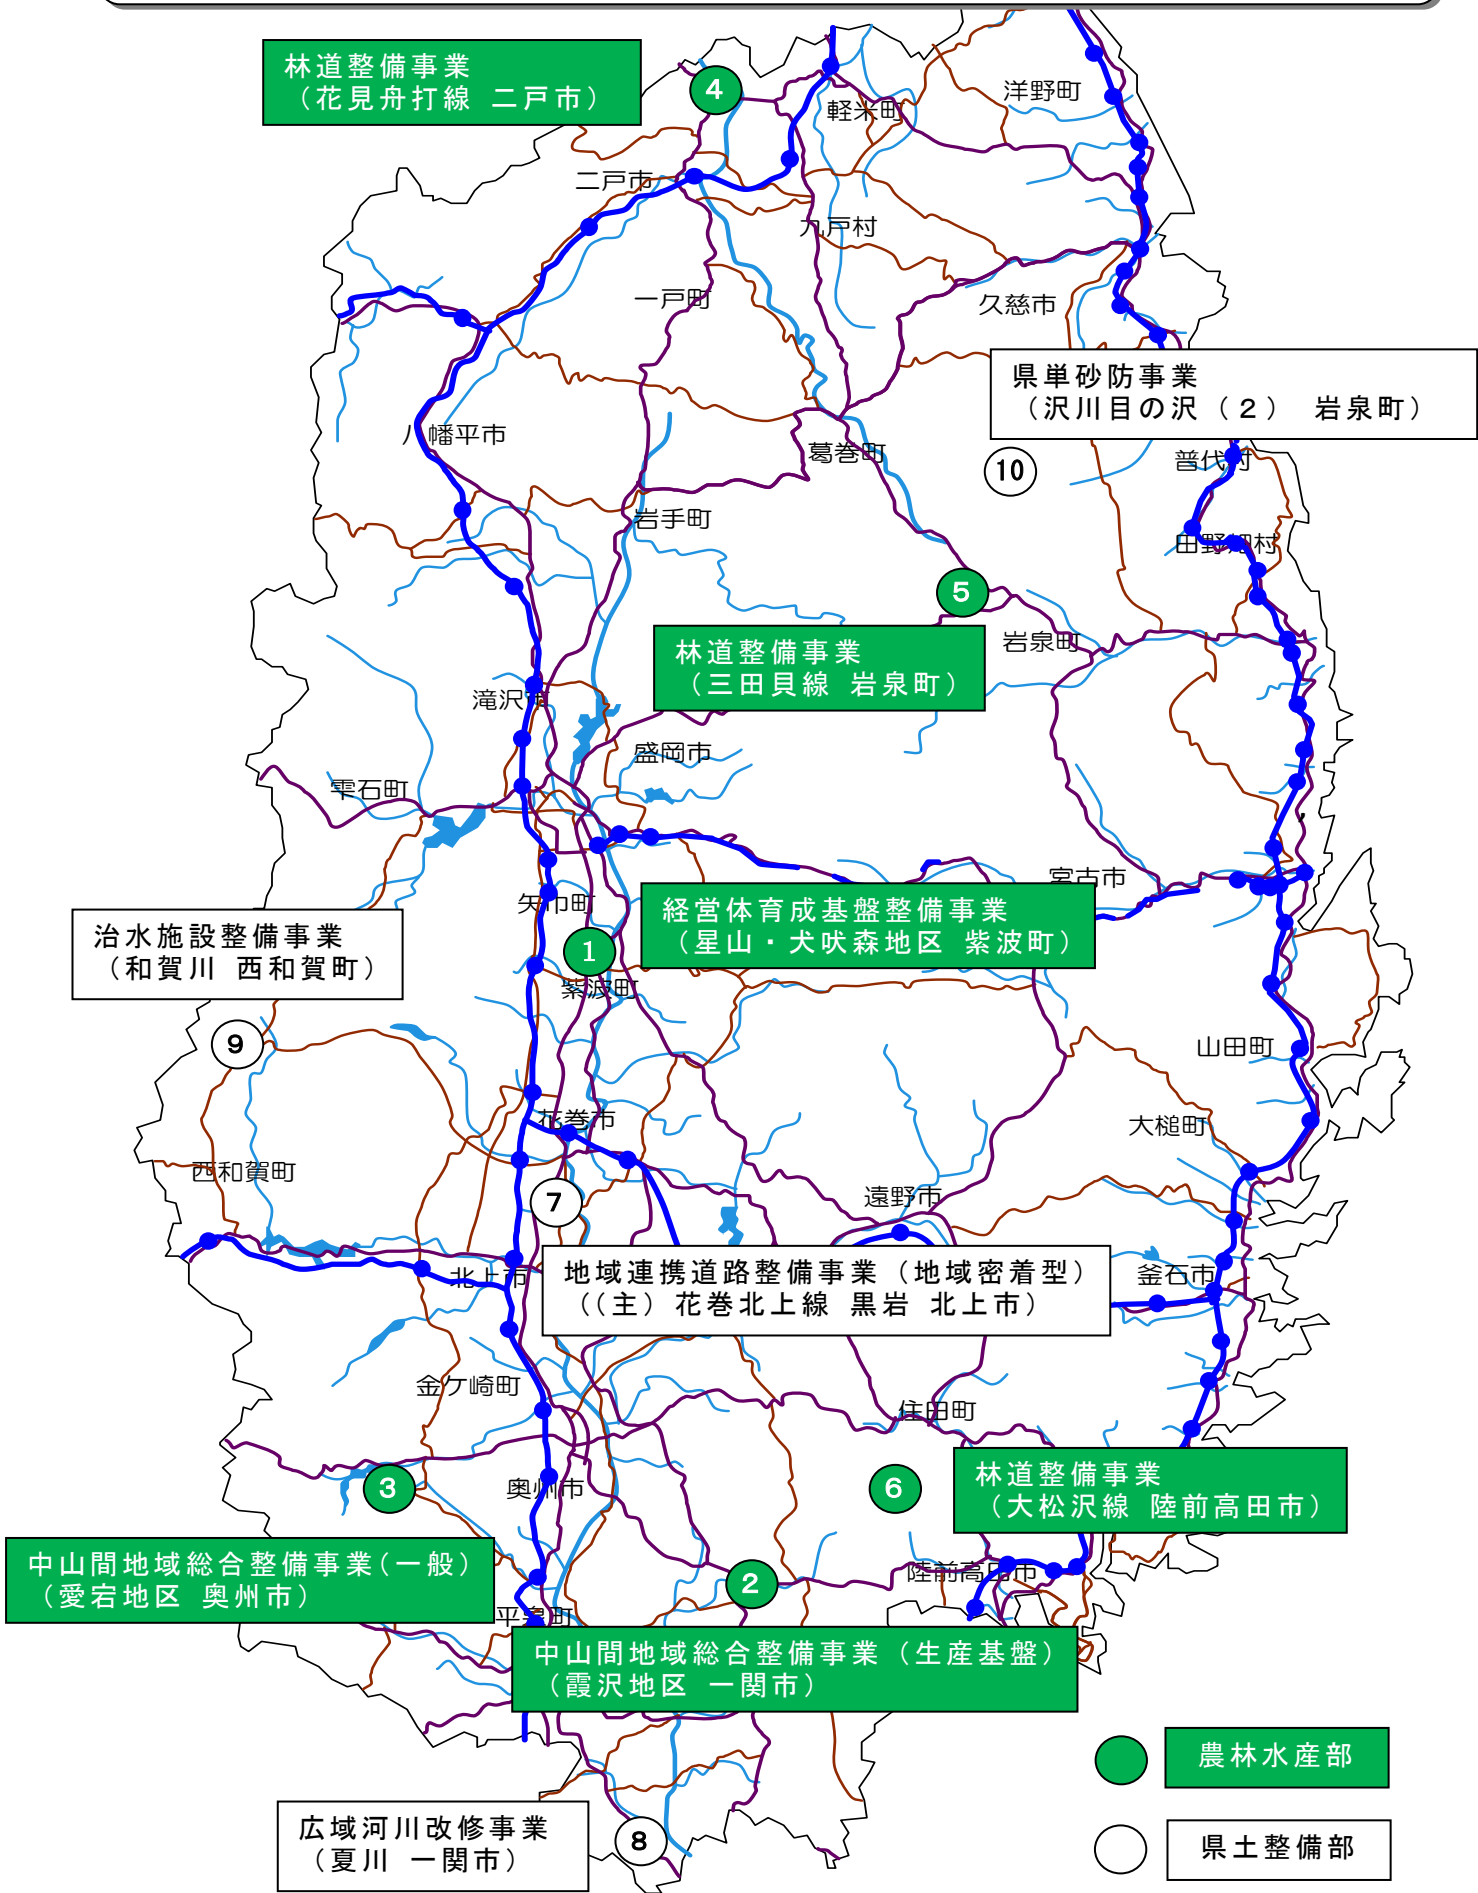 林道整備事業
（花見舟打線 二戸市）
4
軽米町
洋野町
二戸市
九戸村
一戸町
久慈市
県単砂防事業
（沢川目の沢（２） 岩泉町）
八幡平市
葛巻町
10
普代村
岩手町
田野畑村
5
岩泉町
林道整備事業
（三田貝線 岩泉町）
滝沢市
盛岡市
雫石町
宮古市
矢巾町
経営体育成基盤整備事業
（星山・犬吠森地区 紫波町）
治水施設整備事業
（和賀川 西和賀町）
1
紫波町
9
山田町
花巻市
大槌町
西和賀町
7
遠野市
地域連携道路整備事業（地域密着型）
（(主）花巻北上線 黒岩 北上市）
北上市
釜石市
金ケ崎町
住田町
3
奥州市
6
林道整備事業
（大松沢線 陸前高田市）
中山間地域総合整備事業(一般）
（愛宕地区 奥州市）
2
陸前高田市
平泉町
中山間地域総合整備事業（生産基盤）
（霞沢地区 一関市）
農林水産部
広域河川改修事業
（夏川 一関市）
8
県土整備部